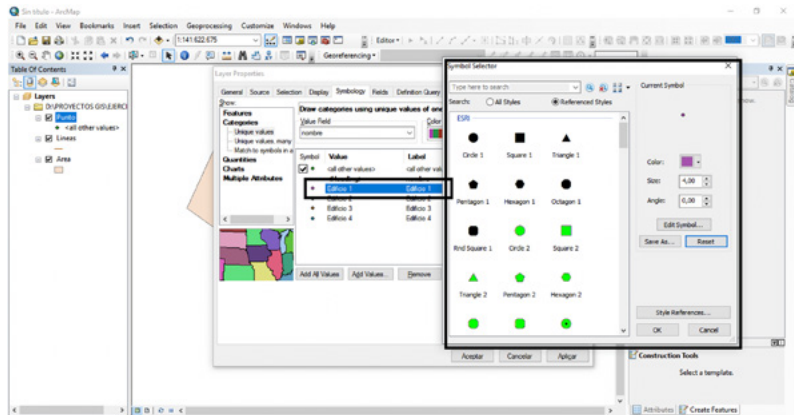 Sin título - ArcMap
File Edit View Bookmarks Insert Selection Geoprocessing Customize Windows Help
1:141.622.675
Editor
Georeferencing
Table Of Contents
Layers
D:\PROYECTOS GIS\EJERCI
Punto
<all other values>
Lineas
Area
Layer Properties
General Source Selection Display Symbology Fields Definition Query
Show:
Features
Categories
Unique values
Unique values, many
Match to symbols in a
Quantities
Charts
Multiple Attributes
Draw categories using unique values of one
Value Field
Color
nombre
Symbol Value Label
<all other values> <all other val
Edificio 1 Edificio 1
Edificio 3 Edificio 3
Edificio 4 Edificio 4
Add All Values Add Values... Remove
Aceptar Cancelar Aplicar
Symbol Selector
Type here to search
Search: All Styles Referenced Styles
ESRI
Circle 1 Square 1 Triangle 1
Pentagon 1 Hexagon 1 Octagon 1
Rnd Square 1 Circle 2 Square 2
Triangle 2 Pentagon 2 Hexagon 2
Current Symbol
Color:
Size: 4,00
Angle: 0,00
Edit Symbol...
Save As... Reset
Style References...
OK Cancel
Catalog
Construction Tools
Select a template.
Attributes Create Features